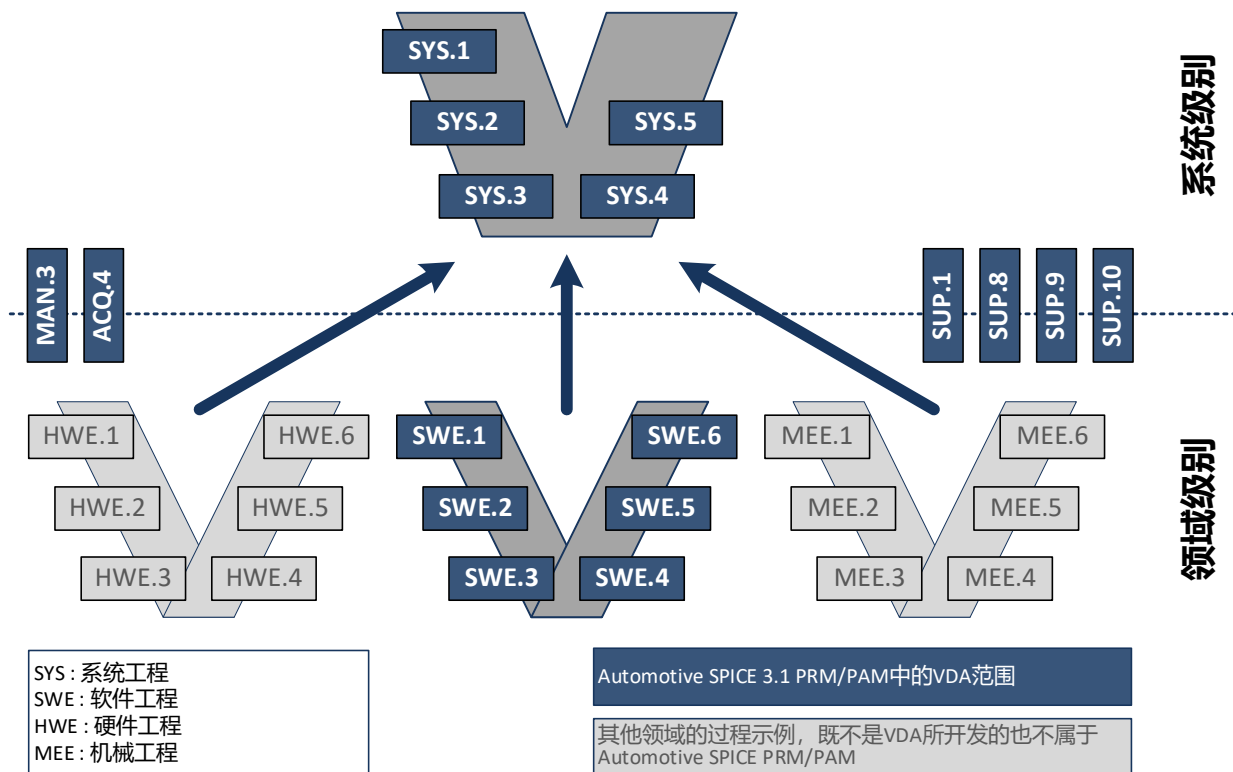 SYS.1
SYS.2
SYS.5
SYS.3
SYS.4
系统级别
MAN.3
ACQ.4
SUP.1
SUP.8
SUP.9
SUP.10
HWE.1
HWE.6
SWE.1
SWE.6
MEE.1
MEE.6
HWE.2
HWE.5
SWE.2
SWE.5
MEE.2
MEE.5
HWE.3
HWE.4
SWE.3
SWE.4
MEE.3
MEE.4
领域级别
SYS : 系统工程
SWE : 软件工程
HWE : 硬件工程
MEE : 机械工程
Automotive SPICE 3.1 PRM/PAM中的VDA范围
其他领域的过程示例，既不是VDA所开发的也不属于
Automotive SPICE PRM/PAM